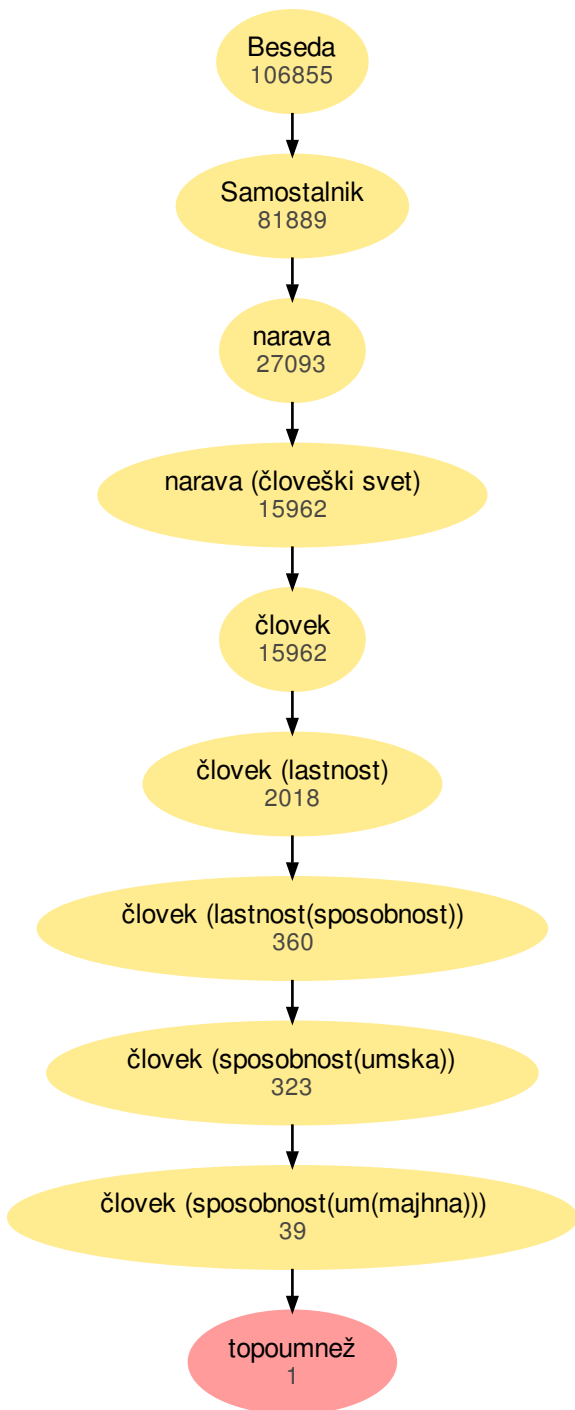 Beseda
106855
Samostalnik
81889
narava
27093
narava (človeški svet)
15962
človek
15962
človek (lastnost)
2018
človek (lastnost(sposobnost))
360
človek (sposobnost(umska))
323
človek (sposobnost(um(majhna)))
39
topoumnež
1